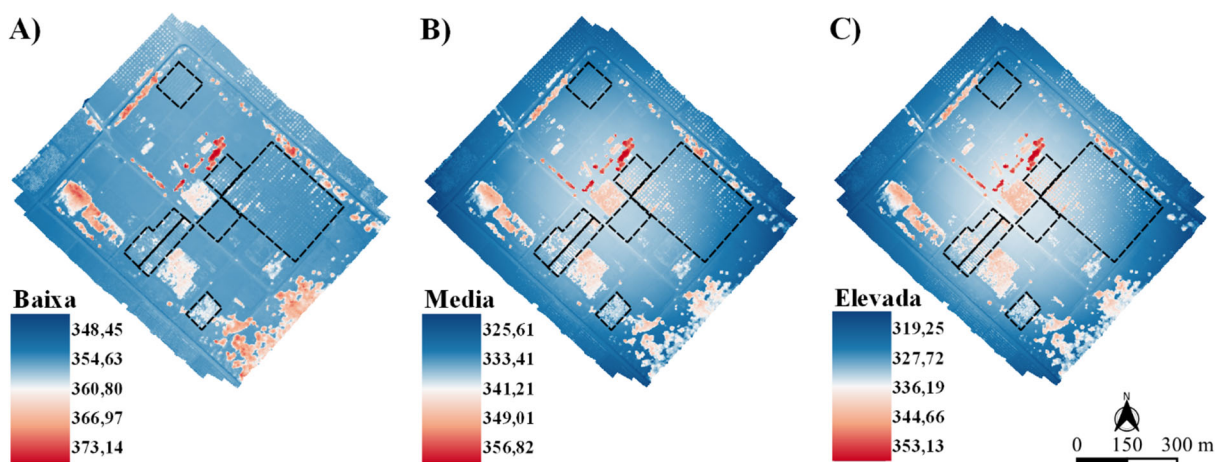 A)
B)
C)
Baixa
348,45
354,63
360,80
366,97
373,14
Media
325,61
333,41
341,21
349,01
356,82
Elevada
319,25
327,72
336,19
344,66
353,13
N
0 150 300 m